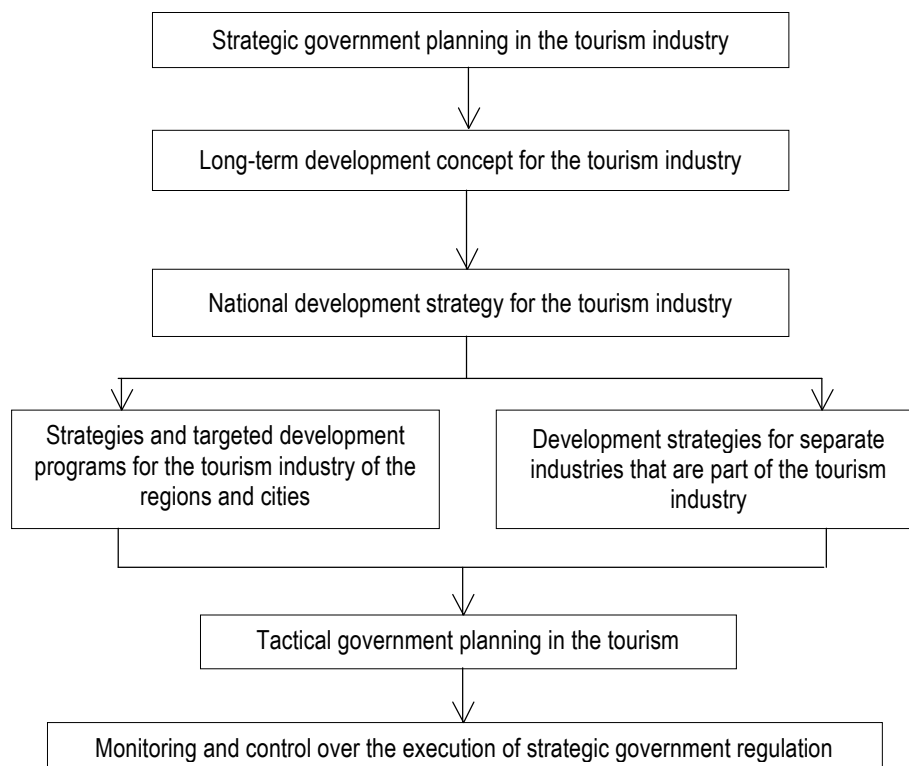 Strategic government planning in the tourism industry
Long-term development concept for the tourism industry
National development strategy for the tourism industry
Strategies and targeted development
programs for the tourism industry of the
regions and cities
Development strategies for separate
industries that are part of the tourism
industry
Tactical government planning in the tourism
Monitoring and control over the execution of strategic government regulation